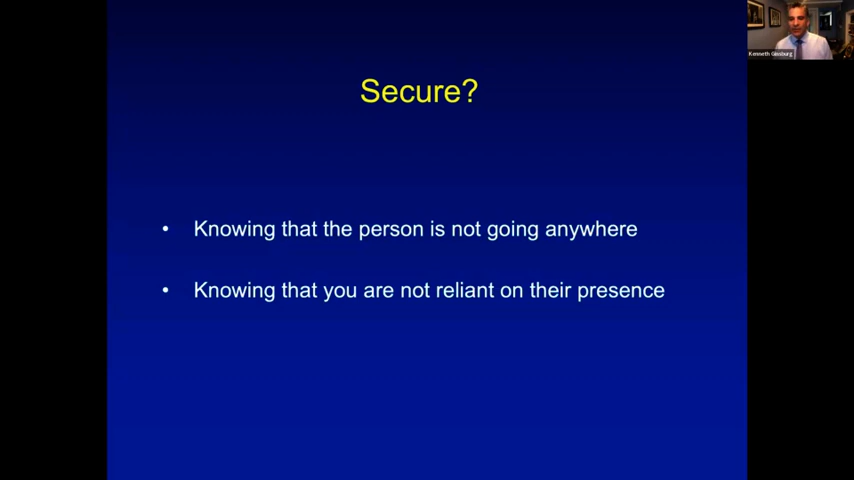 Secure?
Kenneth Ginsburg
• Knowing that the person is not going anywhere
• Knowing that you are not reliant on their presence